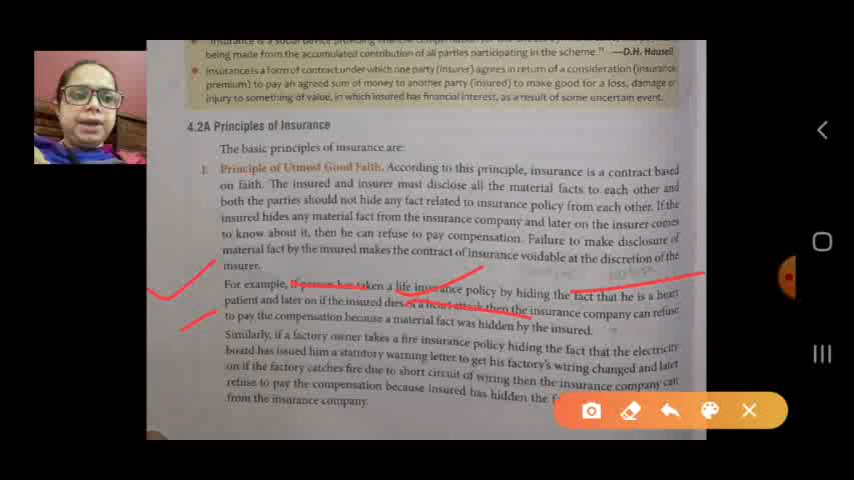 "Insurance is a social device providing financial compensation for the
being made from the accumulated contribution of all parties participating in the scheme." —D.H. Hausell
Insurance is a form of contract under which one party (insurer) agrees in return of a consideration (insurance
premium) to pay an agreed sum of money to another party (insured) to make good for a loss, damage or
injury to something of value, in which insured has financial interest, as a result of some uncertain event.
4.2A Principles of Insurance
The basic principles of insurance are:
1. Principle of Utmost Good Faith. According to this principle, insurance is a contract based
on faith. The insured and insurer must disclose all the material facts to each other and
both the parties should not hide any fact related to insurance policy from each other. If the
insured hides any material fact from the insurance company and later on the insurer comes
to know about it, then he can refuse to pay compensation. Failure to make disclosure of
material fact by the insured makes the contract of insurance voidable at the discretion of the
insurer.
For example, if person has taken a life insurance policy by hiding the fact that he is a heart
patient and later on if the insured dies of a heart attack then the insurance company can refuse
to pay the compensation because a material fact was hidden by the insured.
Similarly, if a factory owner takes a fire insurance policy hiding the fact that the electricity
board has issued him a statutory warning letter to get his factory's wiring changed and later
on if the factory catches fire due to short circuit of wiring then the insurance company can
refuse to pay the compensation because insured has hidden the
from the insurance company.